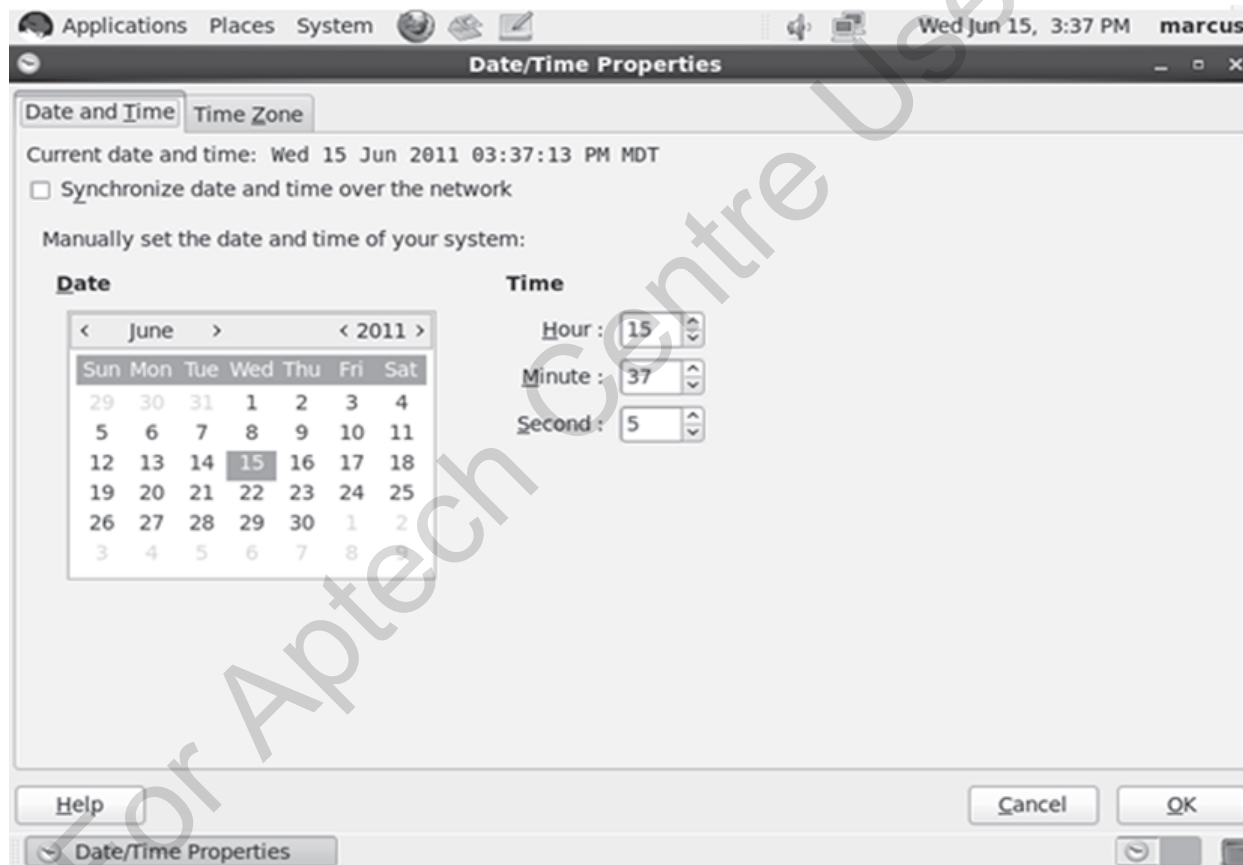 Applications Places System Wed Jun 15, 3:37 PM marcus
Date/Time Properties
Date and Time Time Zone
Current date and time: Wed 15 Jun 2011 03:37:13 PM MDT
Synchronize date and time over the network
Manually set the date and time of your system:
Date Time
< June > < 2011 >
Sun Mon Tue Wed Thu Fri Sat
29 30 31 1 2 3 4
5 6 7 8 9 10 11
12 13 14 15 16 17 18
19 20 21 22 23 24 25
26 27 28 29 30 1 2
3 4 5 6 7 8 9
Hour : 15
Minute : 37
Second : 5
Help Cancel OK
Date/Time Properties
For Aptech Centre Use